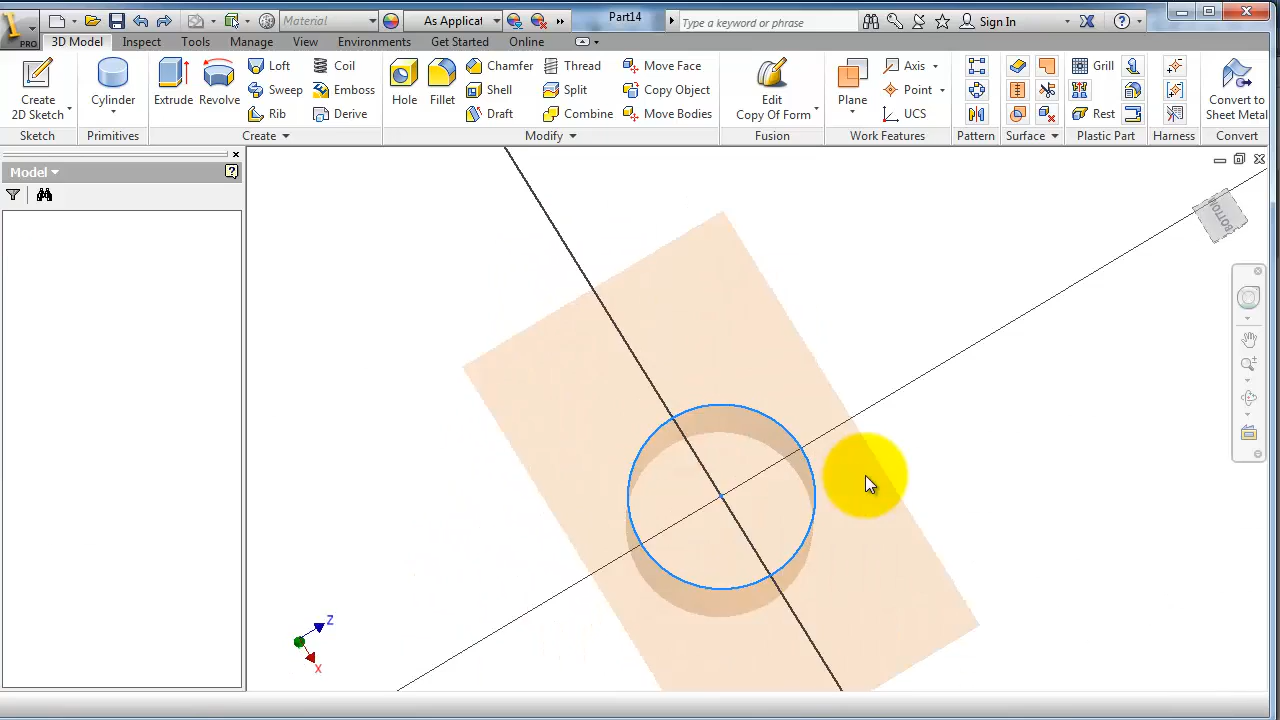 Material
As Applicat
Part14
Type a keyword or phrase
Sign In
PRO
3D Model
Inspect
Tools
Manage
View
Environments
Get Started
Online
Create
2D Sketch
Cylinder
Extrude
Revolve
Loft
Sweep
Rib
Coil
Emboss
Derive
Hole
Fillet
Chamfer
Shell
Draft
Thread
Split
Combine
Move Face
Copy Object
Move Bodies
Edit
Copy Of Form
Plane
Axis
Point
UCS
Grill
Rest
Convert to
Sheet Metal
Sketch
Primitives
Create
Modify
Fusion
Work Features
Pattern
Surface
Plastic Part
Harness
Convert
Model
BOTTOM
Z
X